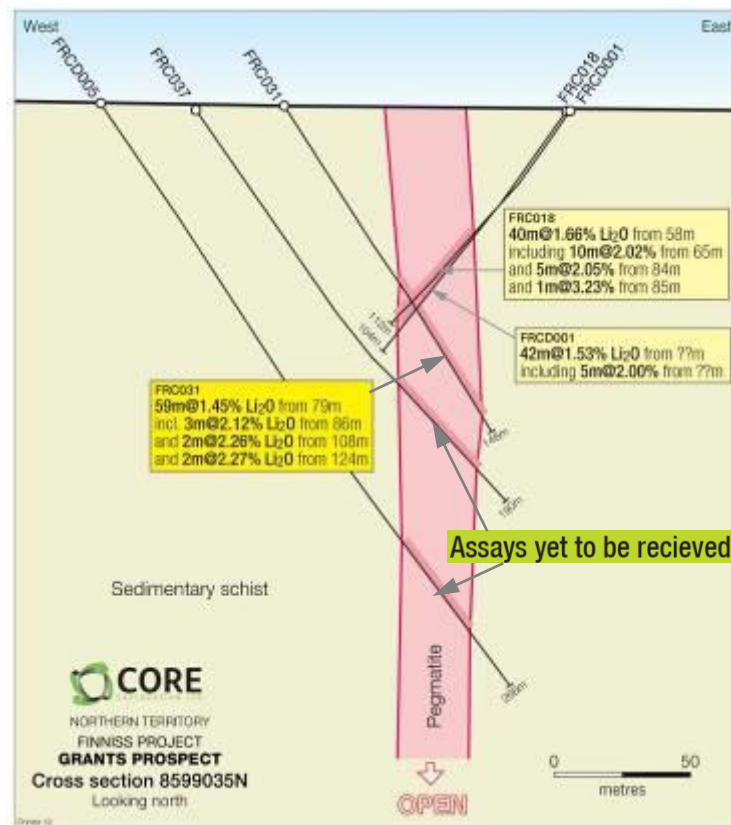 West
East
FRCD005
FRC037
FRC031
FRC018
FRCD001
FRC018
40m@1.66% Li₂O from 58m
including 10m@2.02% from 65m
and 5m@2.05% from 84m
and 1m@3.23% from 85m
FRCD001
42m@1.53% Li₂O from ??m
including 5m@2.00% from ??m
112m
104m
FRC031
59m@1.45% Li₂O from 79m
incl. 3m@2.12% Li₂O from 86m
and 2m@2.26% Li₂O from 108m
and 2m@2.27% Li₂O from 124m
Assays yet to be recieved
Sedimentary schist
Pegmatite
CORE
NORTHERN TERRITORY
FINNISS PROJECT
GRANTS PROSPECT
Cross section 8599035N
Looking north
0 50
metres
OPEN